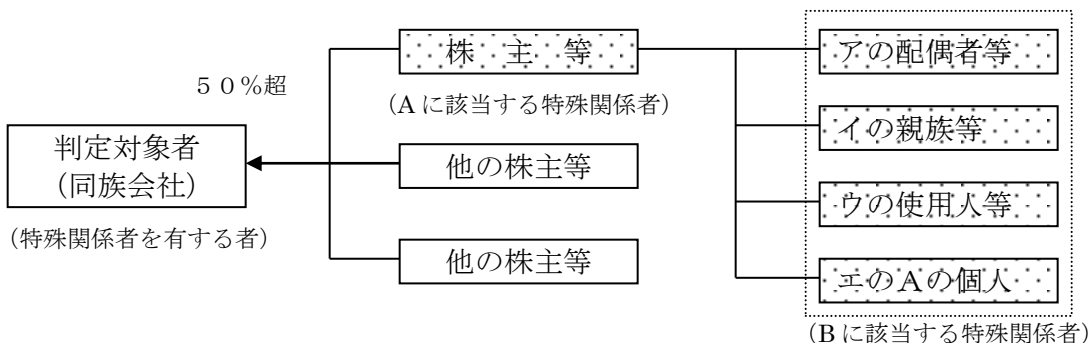 株 主 等
アの配偶者等
５０％超
（A に該当する特殊関係者）
イの親族等
判定対象者
（同族会社）
他の株主等
ウの使用人等
（特殊関係者を有する者）
他の株主等
エのＡの個人
（B に該当する特殊関係者）